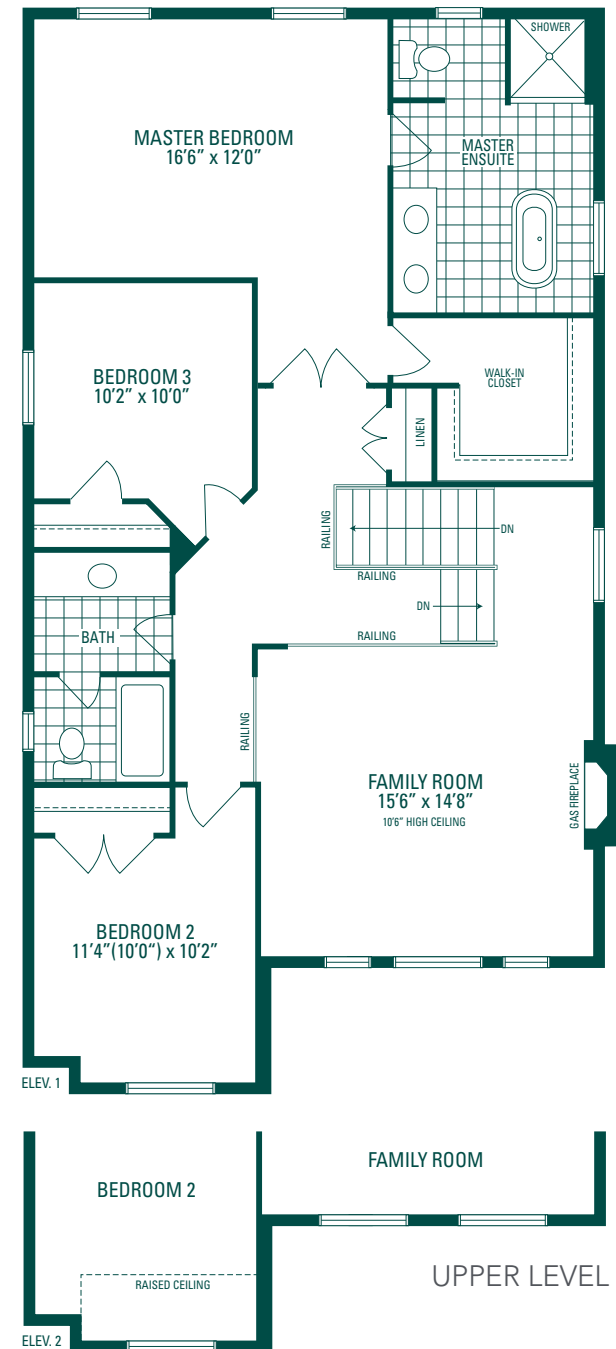 SHOWER
MASTER BEDROOM
16'6” x 12'0”
MASTER
ENSUITE
BEDROOM 3
10'2” x 10'0”
WALK-IN
CLOSET
LINEN
RAILING
DN
RAILING
DN
RAILING
BATH
RAILING
FAMILY ROOM
15'6” x 14'8”
10'6” HIGH CEILING
GAS FIREPLACE
BEDROOM 2
11'4”(10'0“) x 10'2”
ELEV. 1
FAMILY ROOM
BEDROOM 2
RAISED CEILING
UPPER LEVEL
ELEV. 2